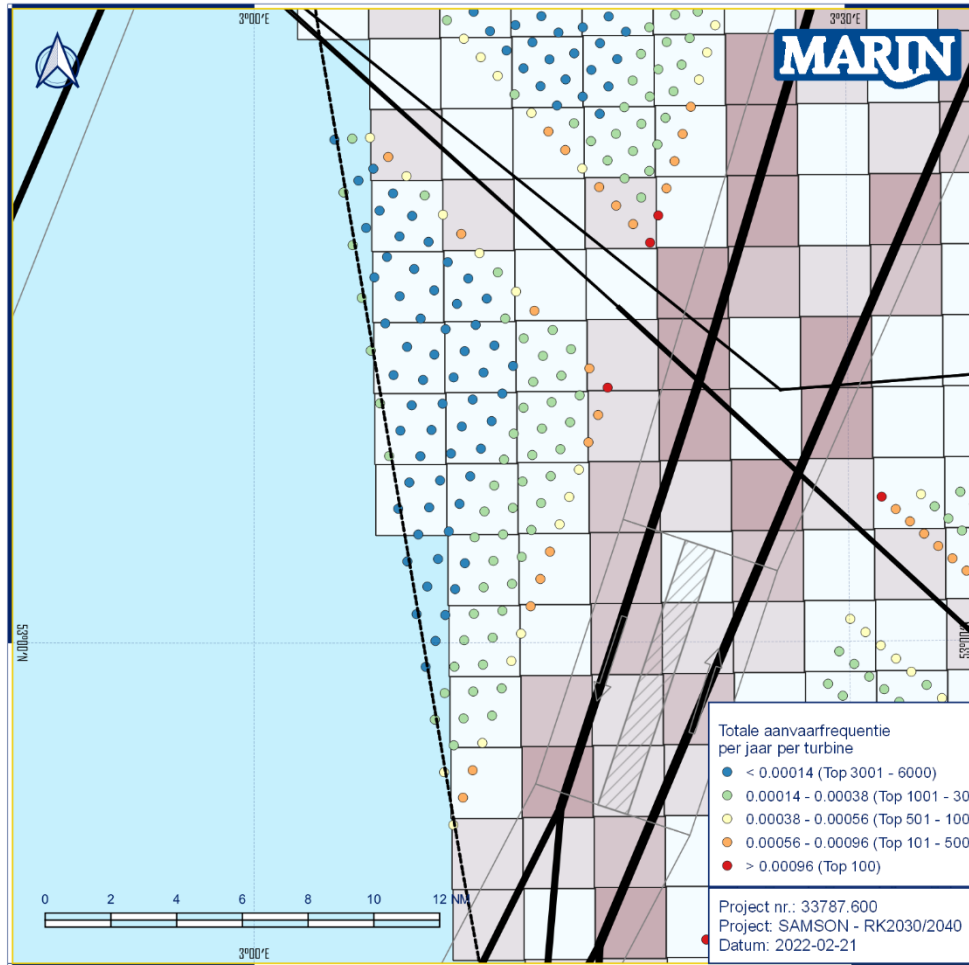 3°00'E
3°30'E
MARIN
53°00'N
53°00'N
Totale aanvaarfrequentie
per jaar per turbine
< 0.00014 (Top 3001 - 6000)
0.00014 - 0.00038 (Top 1001 - 30
0.00038 - 0.00056 (Top 501 - 100
0.00056 - 0.00096 (Top 101 - 500
> 0.00096 (Top 100)
0 2 4 6 8 10 12 NM
Project nr.: 33787.600
Project: SAMSON - RK2030/2040
Datum: 2022-02-21
3°00'E